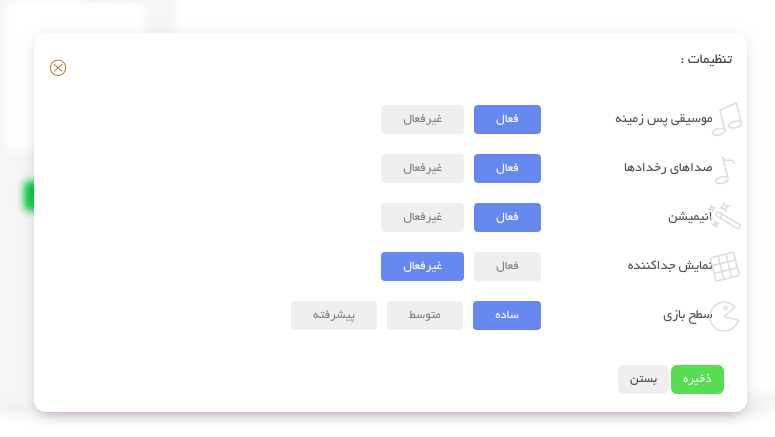 تنظیمات :
موسیقی پس زمینه فعال غیرفعال
صداهای رخدادها فعال غیرفعال
انیمیشن فعال غیرفعال
نمایش جداکننده فعال غیرفعال
سطح بازی ساده متوسط پیشرفته
ذخیره بستن